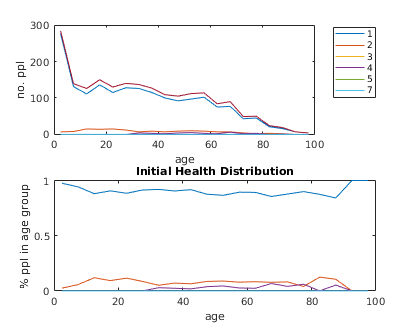 300
200
100
0
no. ppl
0 20 40 60 80 100
age
1
2
3
4
5
7
Initial Health Distribution
1
0.5
0
% ppl in age group
0 20 40 60 80 100
age